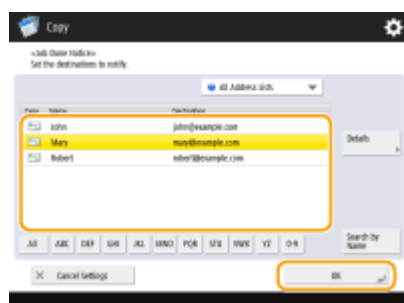 Copy
<Job Done Notice>
Set the destinations to notify.
All Address Lists
Type Name Destination
John john@example.com
Mary mary@example.com
Robert robert@example.com
Details
All ABC DEF GHI JKL MNO PQR STU VWX YZ 0-9
Search by
Name
Cancel Settings
OK